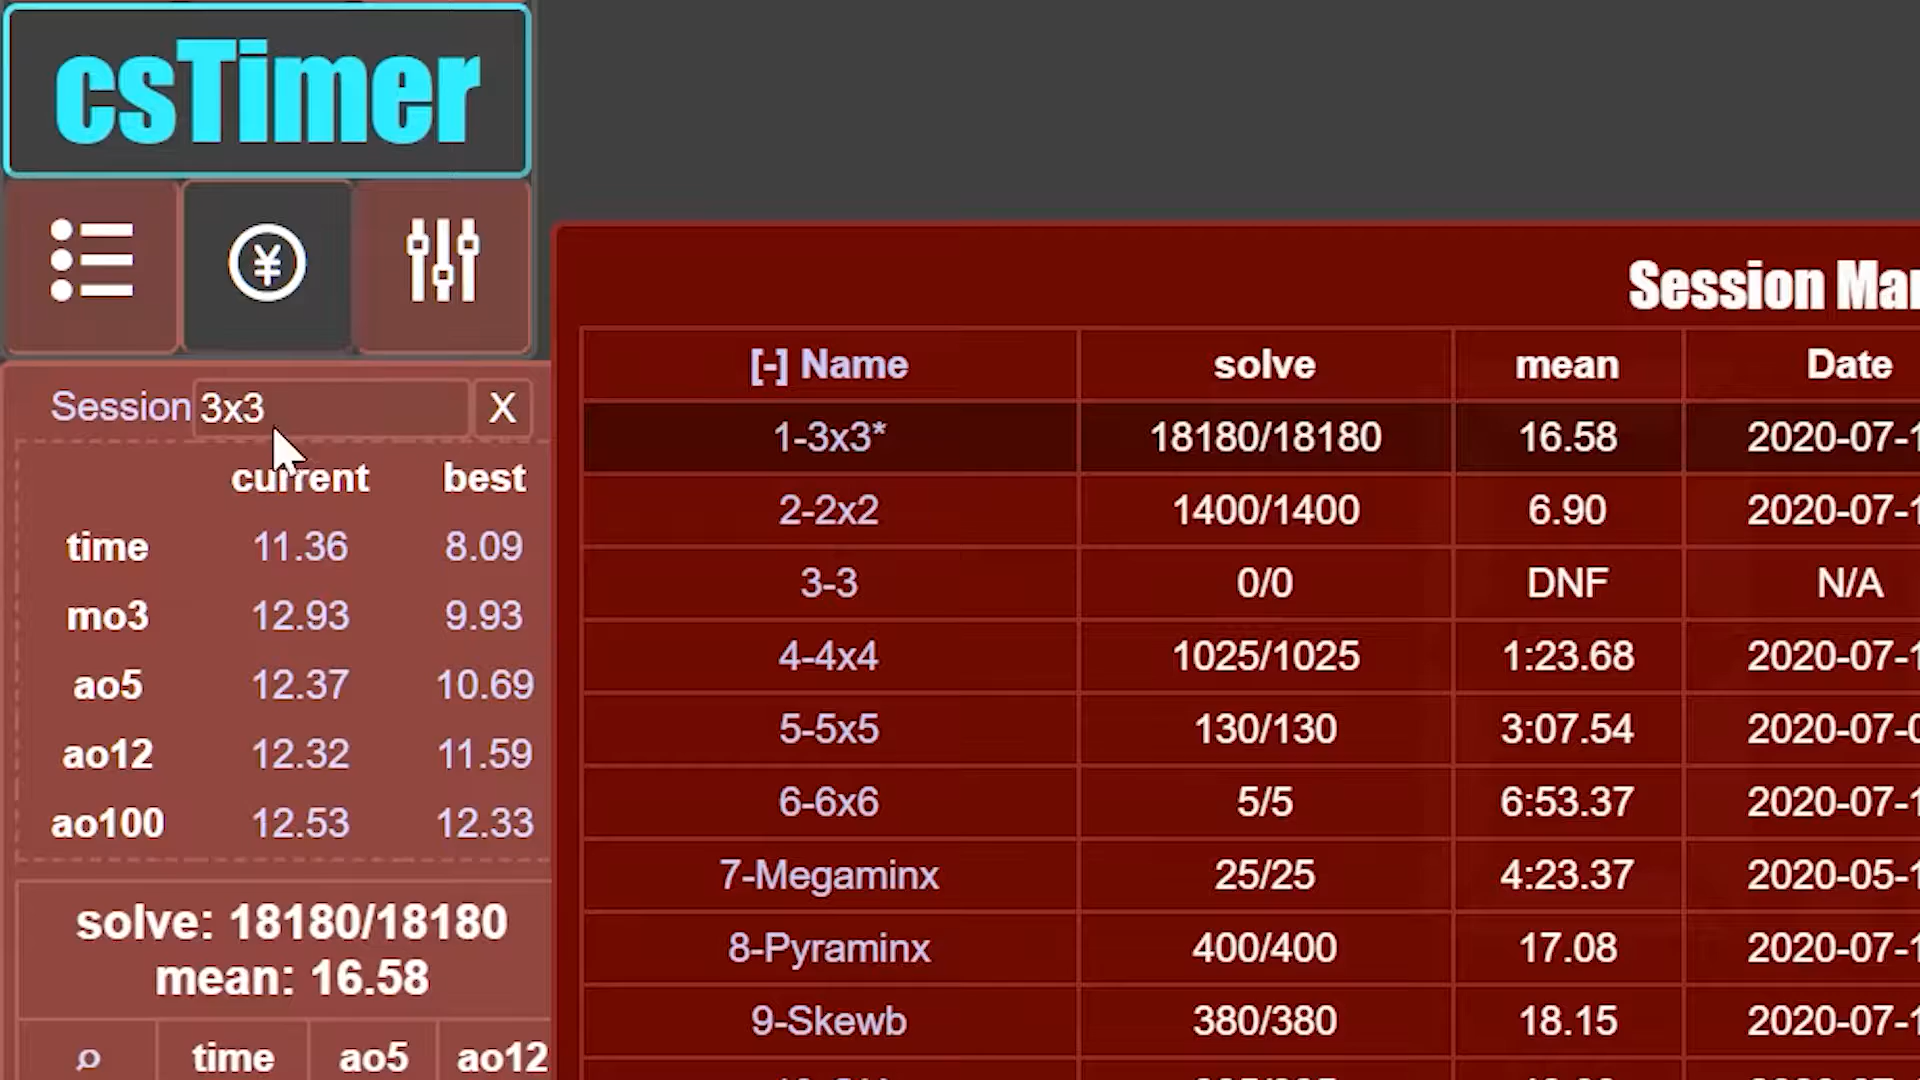 csTimer
Session 3x3 X
current best
time 11.36 8.09
mo3 12.93 9.93
ao5 12.37 10.69
ao12 12.32 11.59
ao100 12.53 12.33
solve: 18180/18180
mean: 16.58
time ao5 ao12
Session
[-] Name solve mean Date
1-3x3* 18180/18180 16.58 2020-07-1
2-2x2 1400/1400 6.90 2020-07-1
3-3 0/0 DNF N/A
4-4x4 1025/1025 1:23.68 2020-07-1
5-5x5 130/130 3:07.54 2020-07-0
6-6x6 5/5 6:53.37 2020-07-1
7-Megaminx 25/25 4:23.37 2020-05-1
8-Pyraminx 400/400 17.08 2020-07-1
9-Skewb 380/380 18.15 2020-07-1